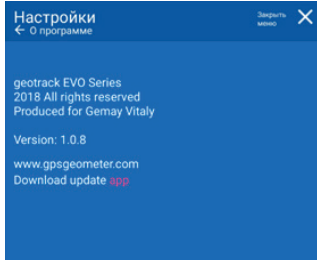 Настройки
Закрыть
меню
← О программе
geotrack EVO Series
2018 All rights reserved
Produced for Gemay Vitaly
Version: 1.0.8
www.gpsgeometer.com
Download update app